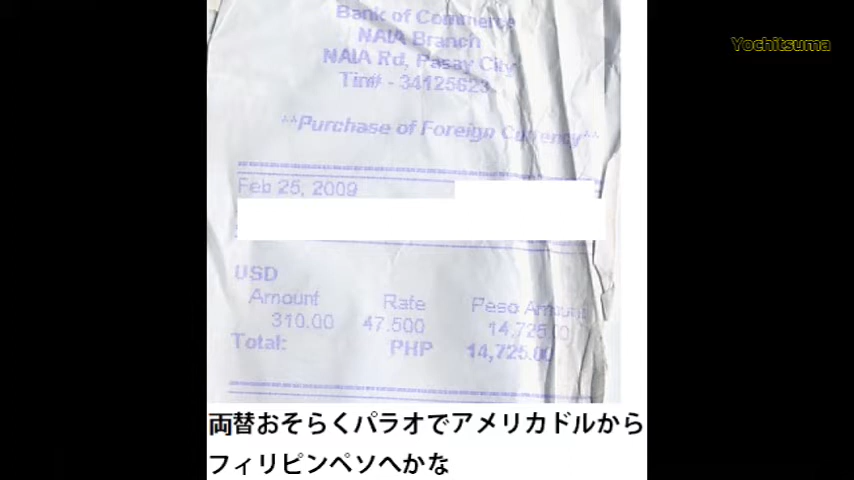 Bank of Commerce
NAIA Branch
NAIA Rd, Pasay City
Tin# - 34125623
Yochitsuma
**Purchase of Foreign Currency**
Feb 25, 2009
USD
Amount Rate Peso Amount
310.00 47.500 14,725.00
Total: PHP 14,725.00
両替おそらくパラオでアメリカドルから
フィリピンペソへかな